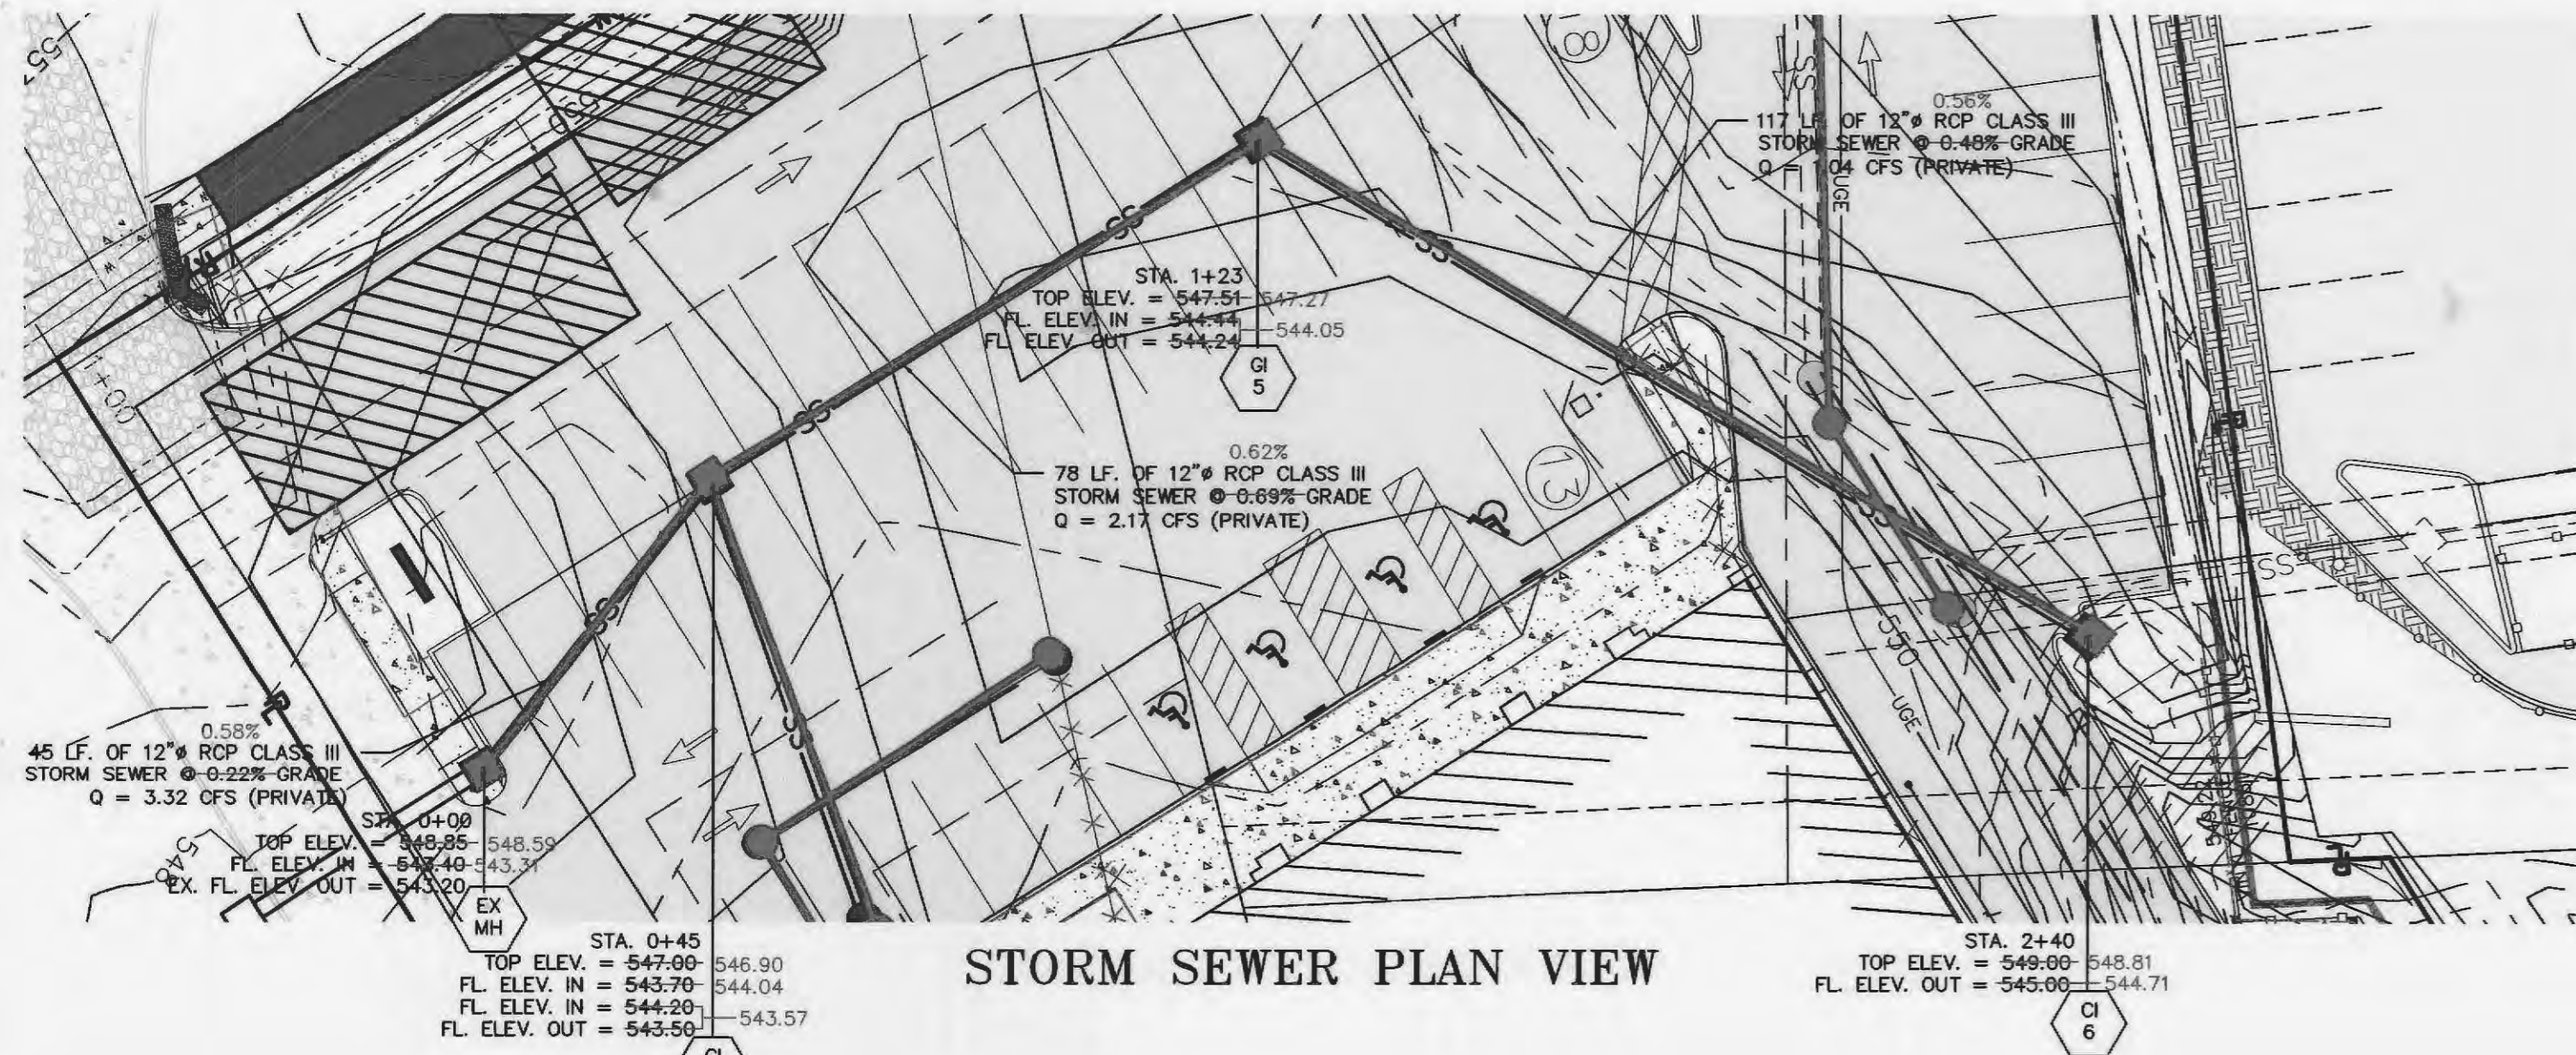 55
8
SS
0.56%
117 LF. OF 12"ø RCP CLASS III
STORM SEWER @ 0.48% GRADE
Q = 1.04 CFS (PRIVATE)
UGE
550
W
SS
SS
STA. 1+23
TOP ELEV. = 547.51 547.27
FL. ELEV. IN = 544.44
FL. ELEV. OUT = 544.24 544.05
GI
5
1+00
SS
0.62%
78 LF. OF 12"ø RCP CLASS III
STORM SEWER @ 0.69% GRADE
Q = 2.17 CFS (PRIVATE)
13
SS
SS
SS
550
UGE
SS
0.58%
45 LF. OF 12"ø RCP CLASS III
STORM SEWER @ 0.22% GRADE
Q = 3.32 CFS (PRIVATE)
STA. 0+00
TOP ELEV. = 548.85 548.59
FL. ELEV. IN = 543.40 543.31
EX. FL. ELEV OUT = 543.20
EX
MH
STA. 0+45
TOP ELEV. = 547.00 546.90
FL. ELEV. IN = 543.70 544.04
FL. ELEV. IN = 544.20
FL. ELEV. OUT = 543.50 543.57
STORM SEWER PLAN VIEW
STA. 2+40
TOP ELEV. = 549.00 548.81
FL. ELEV. OUT = 545.00 544.71
CI
6